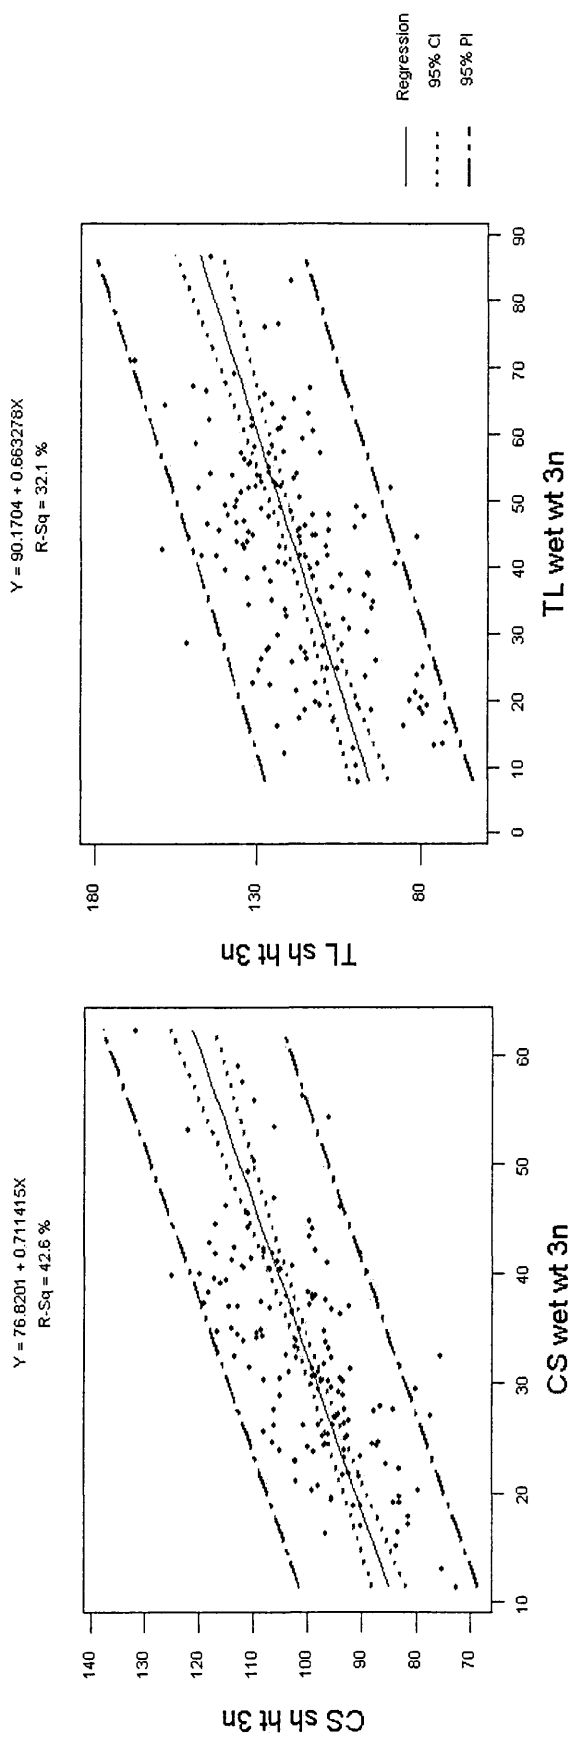 Y = 76.8201 + 0.711415X
R-Sq = 42.6 %
140
130
120
110
100
90
80
70
CS sh ht 3n
10
20
30
40
50
60
CS wet wt 3n
Y = 90.1704 + 0.663278X
R-Sq = 32.1 %
180
130
80
TL sh ht 3n
0
10
20
30
40
50
60
70
80
90
TL wet wt 3n
Regression
95% CI
95% PI